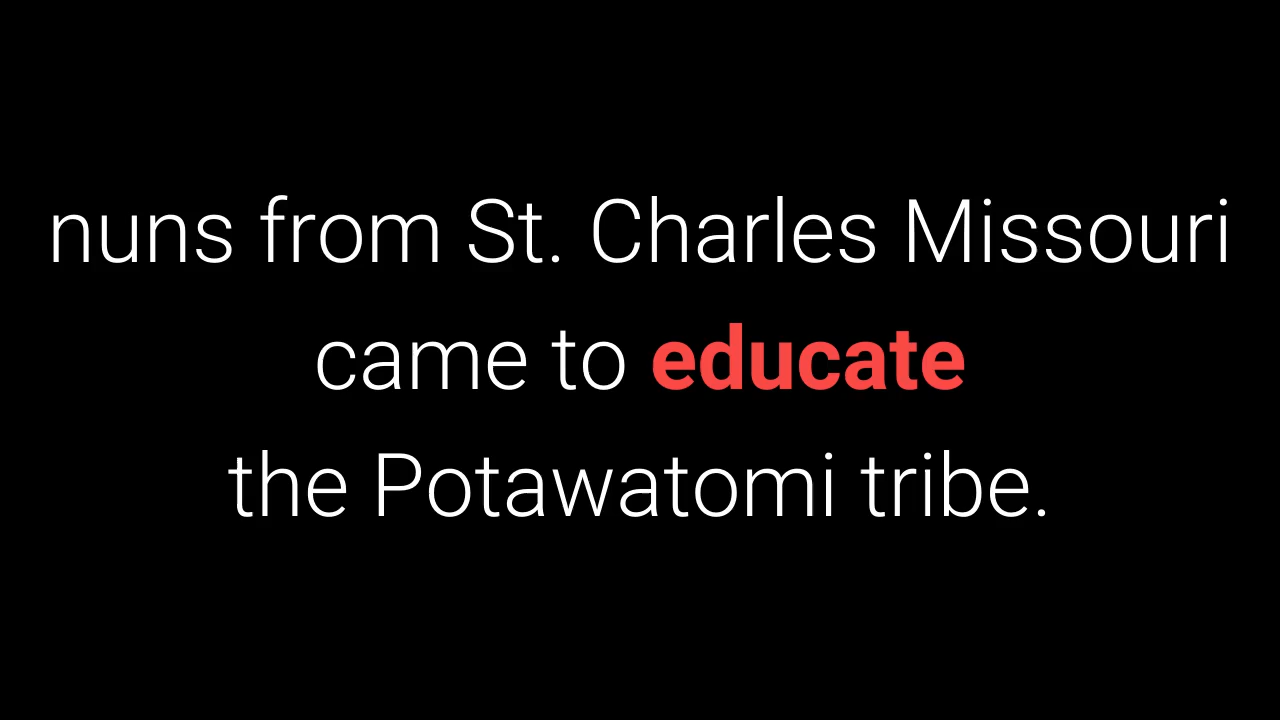 nuns from St. Charles Missouri
came to educate
the Potawatomi tribe.